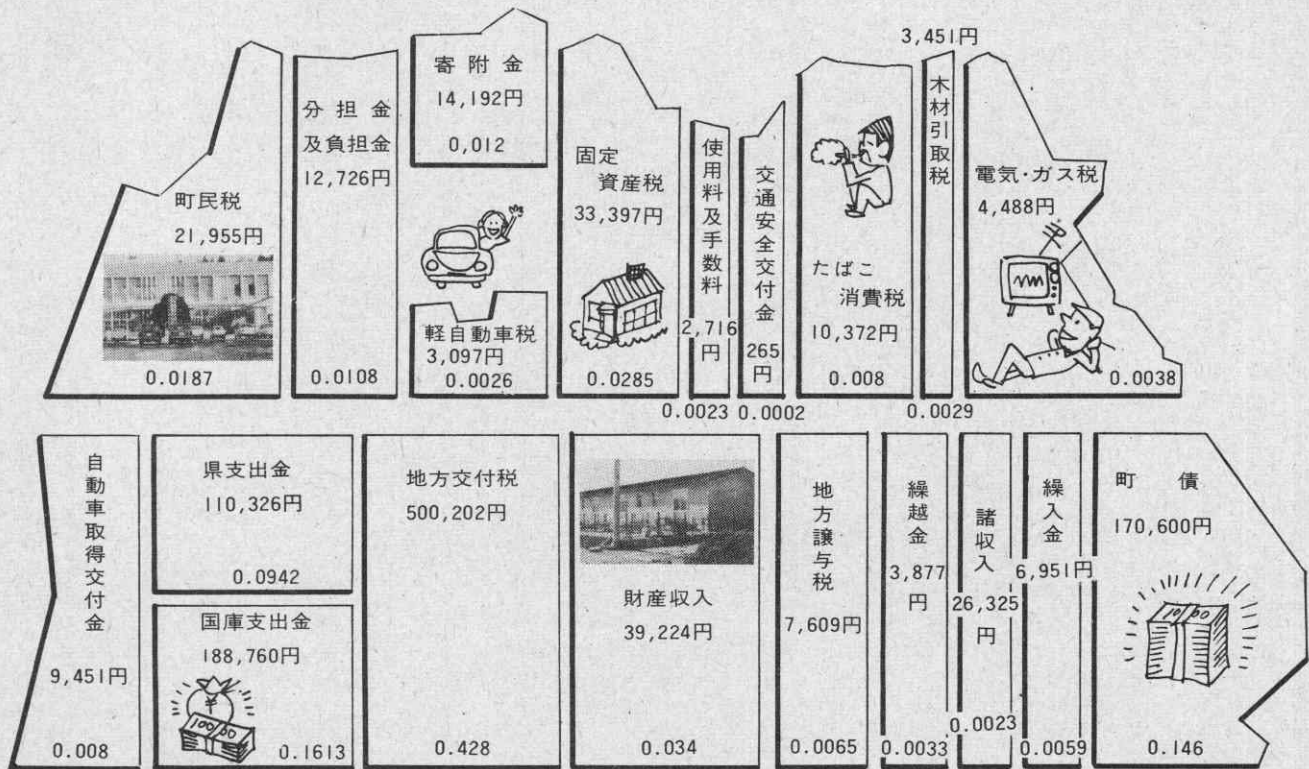 町民税
21,955円
0.0187
分担金
及負担金
12,726円
0.0108
寄附金
14,192円
0,012
軽自動車税
3,097円
0.0026
固定
資産税
33,397円
0.0285
使用料及手数料
2,716
円
0.0023
交通安全交付金
265
円
0.0002
たばこ
消費税
10,372円
0.008
3,451円
木材引取税
0.0029
電気・ガス税
4,488円
0.0038
自動車取得交付金
9,451円
0.008
県支出金
110,326円
0.0942
国庫支出金
188,760円
¥
100
0.1613
地方交付税
500,202円
0.428
財産収入
39,224円
0.034
地方譲与税
7,609円
0.0065
繰越金
3,877
円
0.0033
諸収入
26,325
円
0.0023
繰入金
6,951円
0.0059
町債
170,600円
0.146